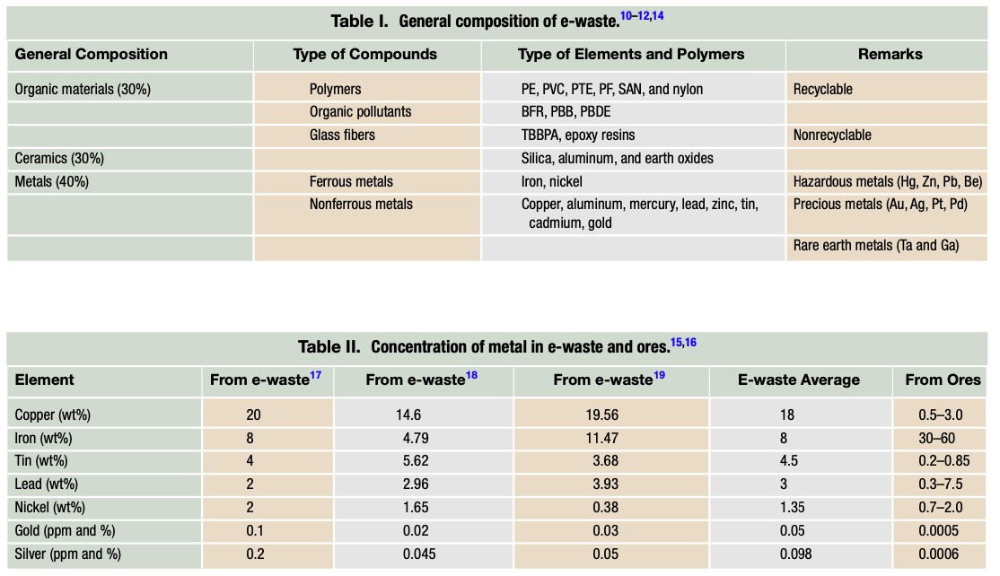 Table I. General composition of e-waste.10–12,14
General Composition Type of Compounds Type of Elements and Polymers Remarks
Organic materials (30%) Polymers PE, PVC, PTE, PF, SAN, and nylon Recyclable
Organic pollutants BFR, PBB, PBDE
Glass fibers TBBPA, epoxy resins Nonrecyclable
Ceramics (30%) Silica, aluminum, and earth oxides
Metals (40%) Ferrous metals Iron, nickel Hazardous metals (Hg, Zn, Pb, Be)
Nonferrous metals Copper, aluminum, mercury, lead, zinc, tin, Precious metals (Au, Ag, Pt, Pd)
cadmium, gold
Rare earth metals (Ta and Ga)
Table II. Concentration of metal in e-waste and ores.15,16
Element From e-waste17 From e-waste18 From e-waste19 E-waste Average From Ores
Copper (wt%) 20 14.6 19.56 18 0.5–3.0
Iron (wt%) 8 4.79 11.47 8 30–60
Tin (wt%) 4 5.62 3.68 4.5 0.2–0.85
Lead (wt%) 2 2.96 3.93 3 0.3–7.5
Nickel (wt%) 2 1.65 0.38 1.35 0.7–2.0
Gold (ppm and %) 0.1 0.02 0.03 0.05 0.0005
Silver (ppm and %) 0.2 0.045 0.05 0.098 0.0006